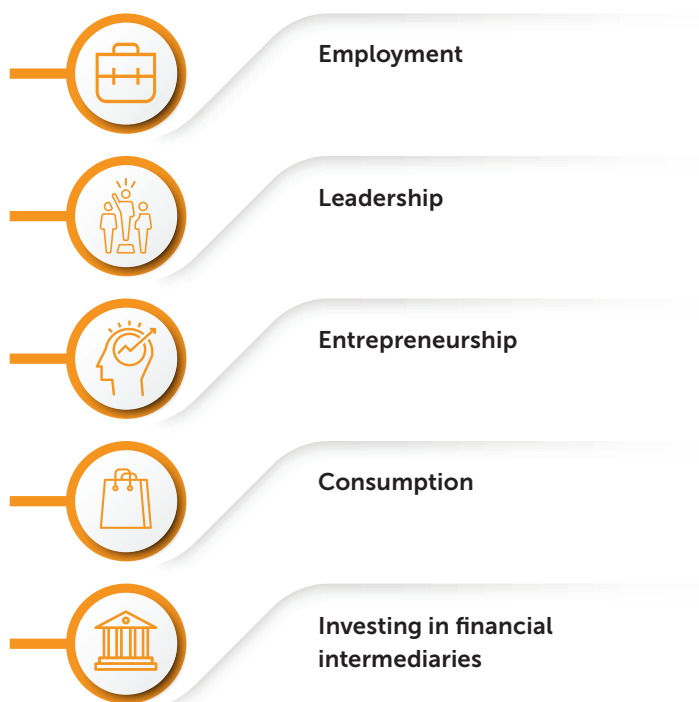 Employment
Leadership
Entrepreneurship
Consumption
Investing in financial
intermediaries